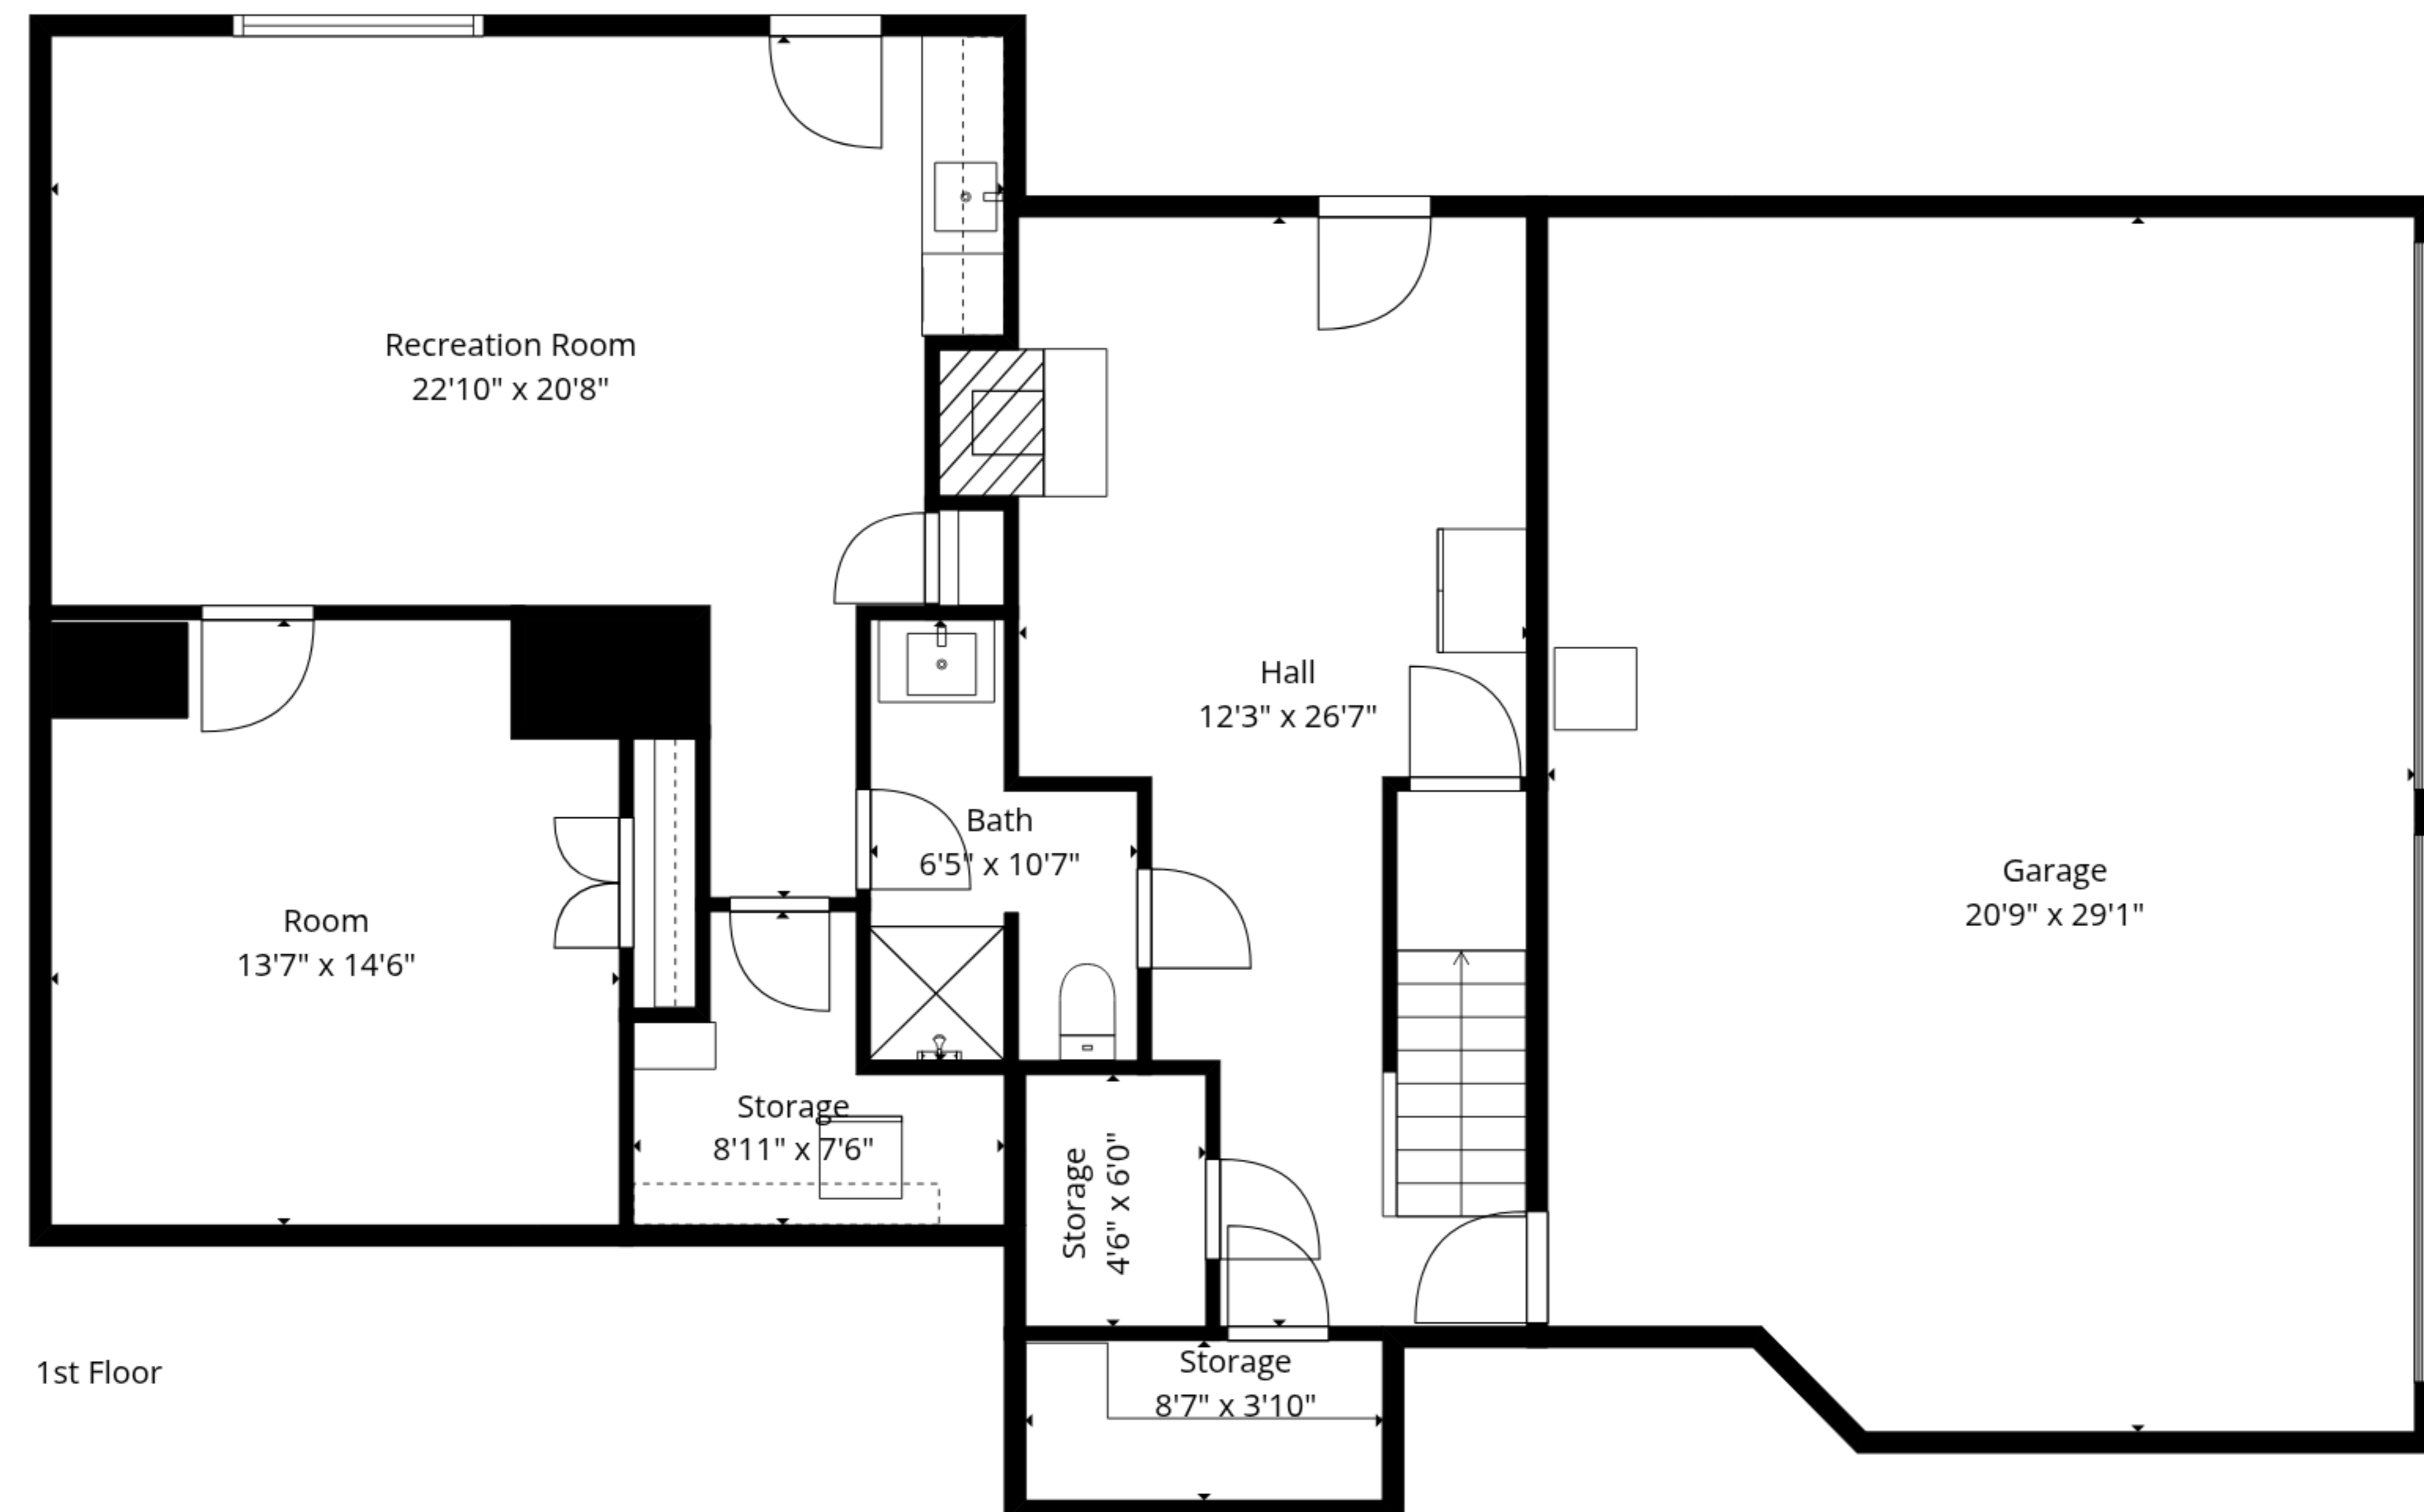 Recreation Room
22'10" x 20'8"
Hall
12'3" x 26'7"
Bath
6'5" x 10'7"
Garage
20'9" x 29'1"
Room
13'7" x 14'6"
Storage
8'11" x 7'6"
Storage
4'6" x 6'0"
Storage
8'7" x 3'10"
1st Floor